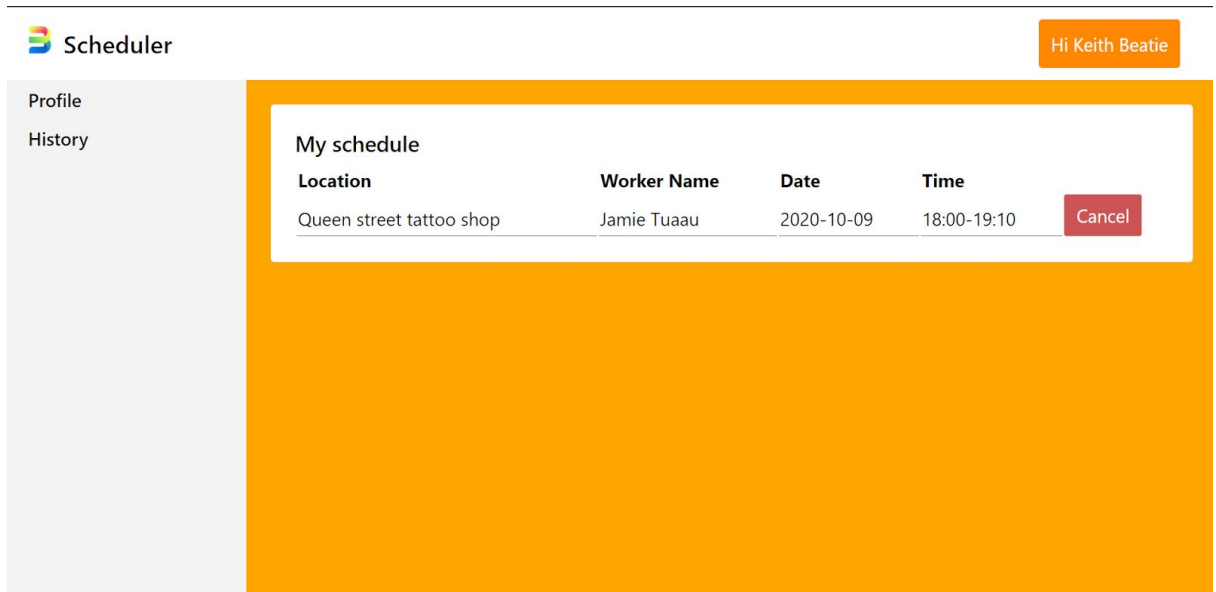 Scheduler
Hi Keith Beatie
Profile
History
My schedule
Location Worker Name Date Time
Queen street tattoo shop Jamie Tuaau 2020-10-09 18:00-19:10 Cancel